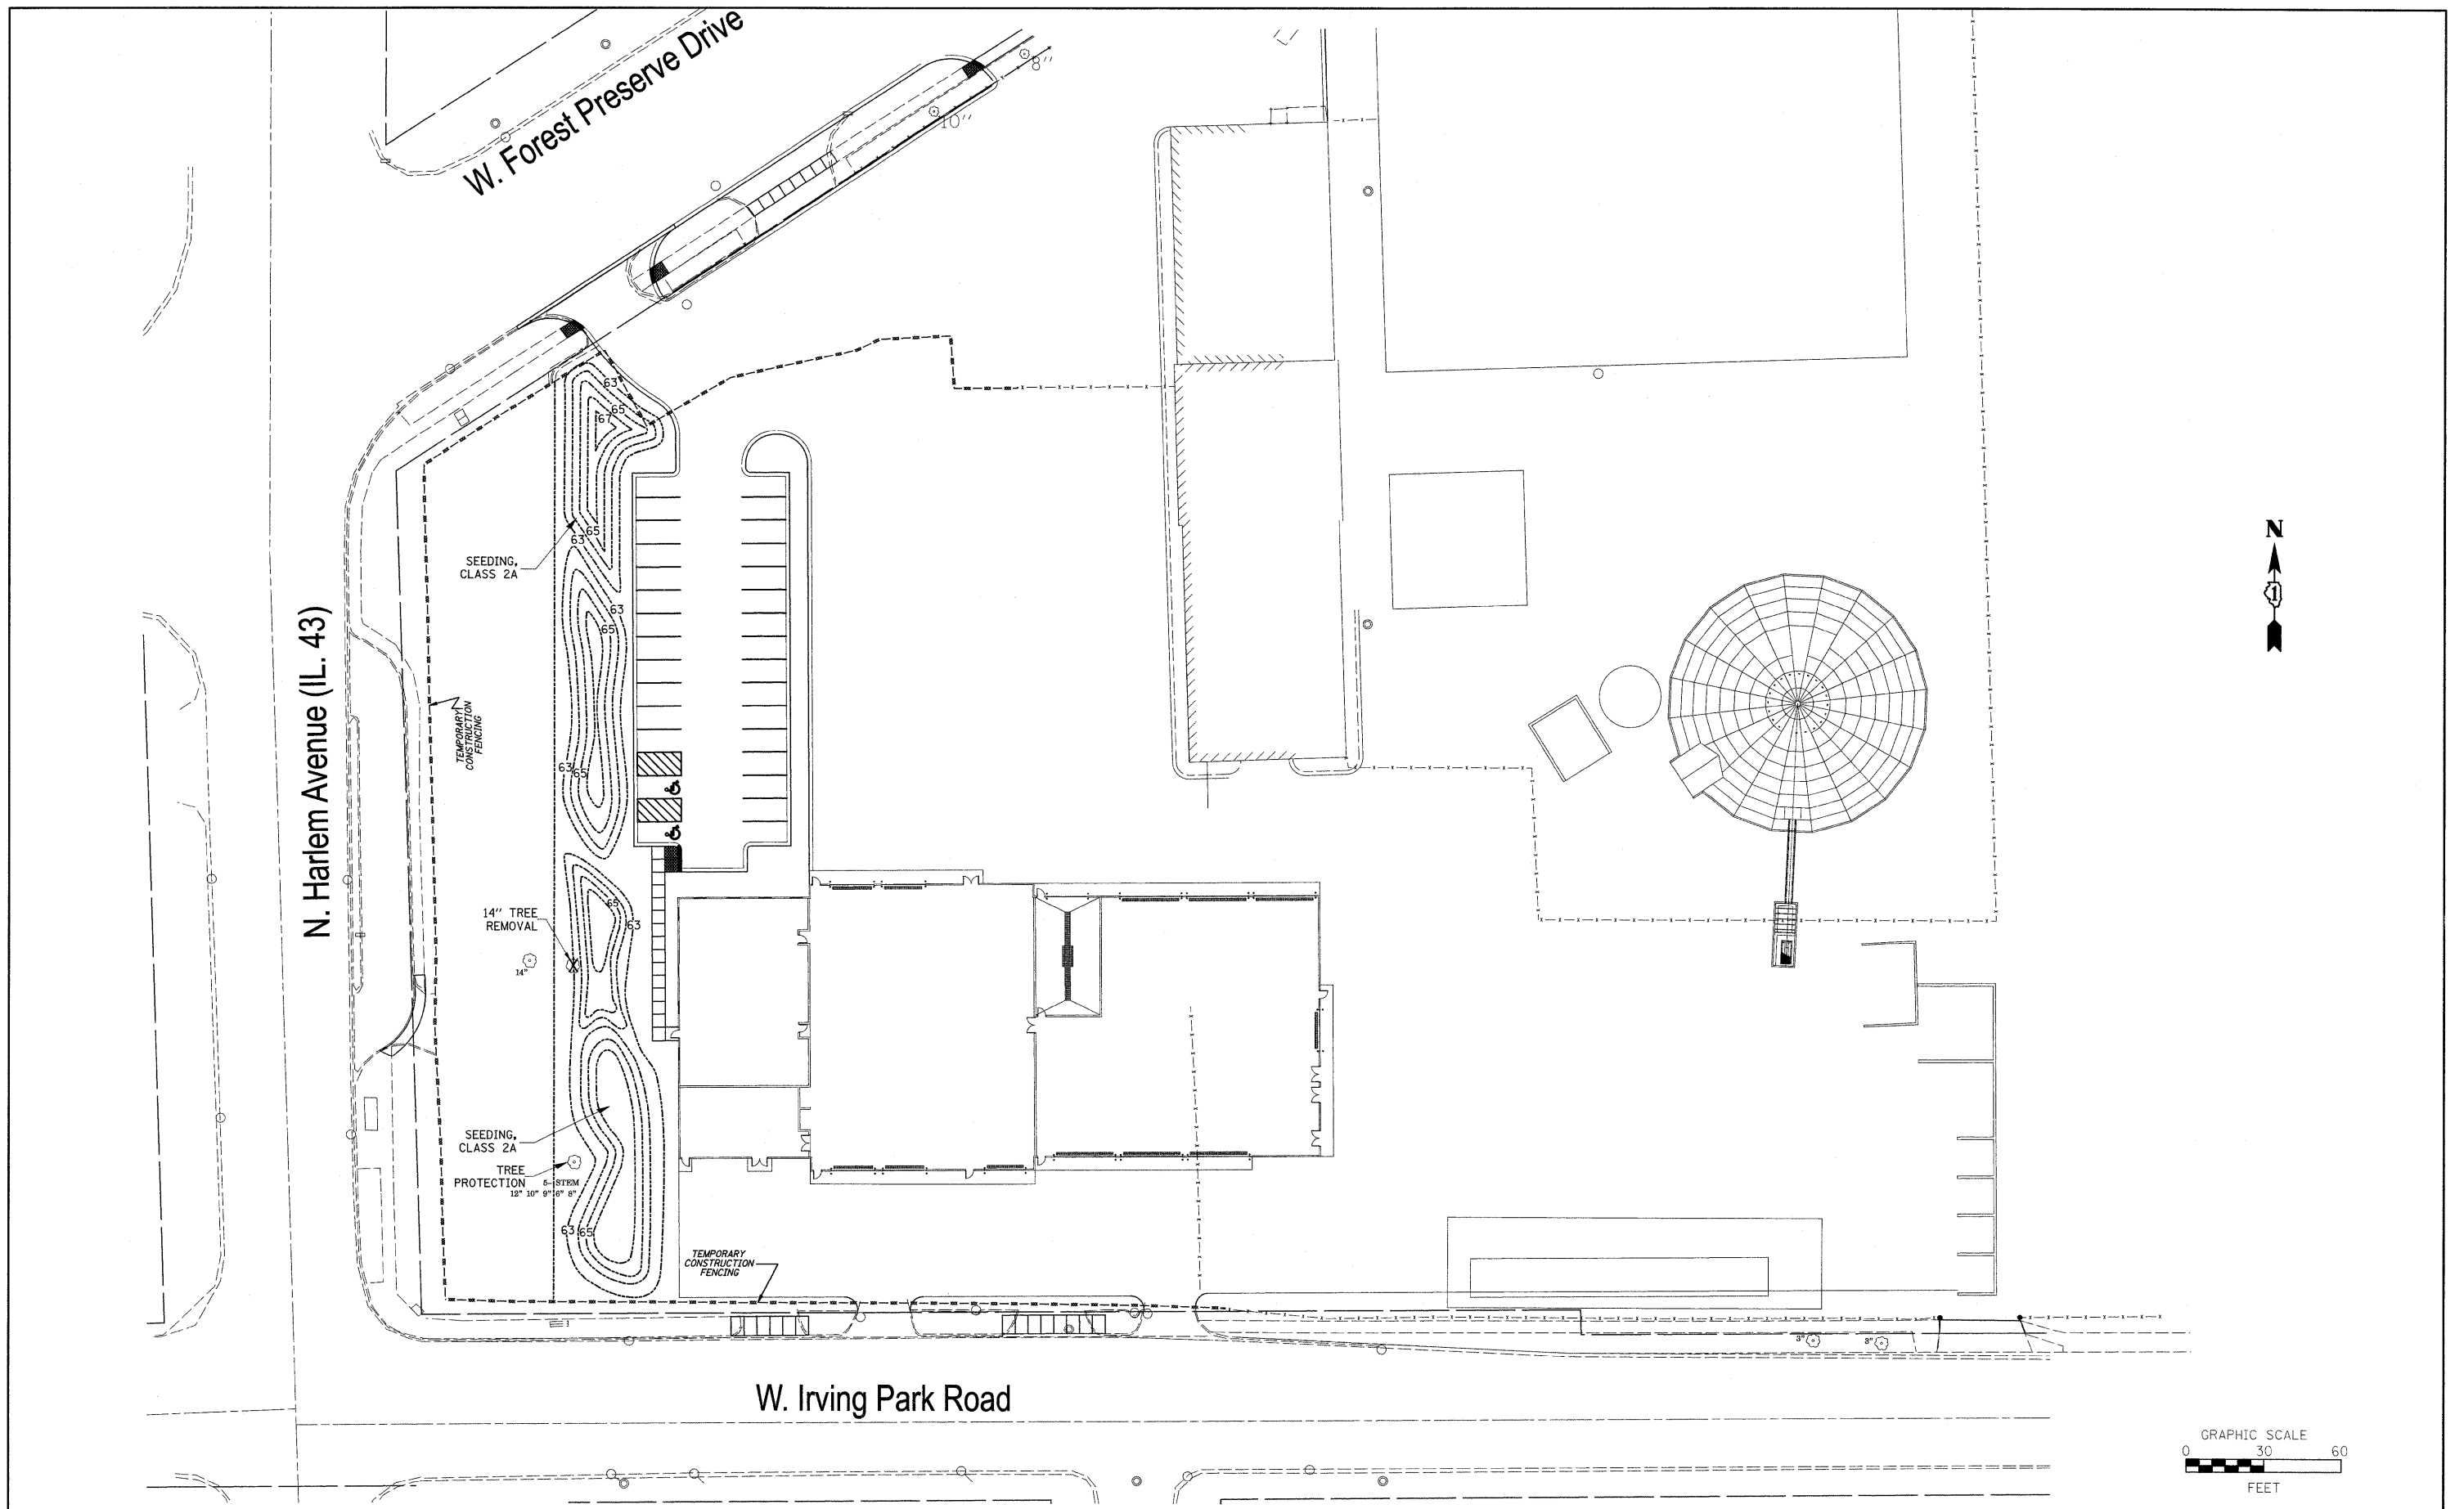 W. Forest Preserve Drive
8"
10"
63
65
67
65
63
SEEDING,
CLASS 2A
N
1
63
65
N. Harlem Avenue (IL. 43)
TEMPORARY
CONSTRUCTION
FENCING
63
65
65
63
14" TREE
REMOVAL
14"
SEEDING,
CLASS 2A
TREE
PROTECTION
5-STEM
12" 10" 9" 6" 8"
63
65
TEMPORARY
CONSTRUCTION
FENCING
3"
3"
W. Irving Park Road
GRAPHIC SCALE
0 30 60
FEET